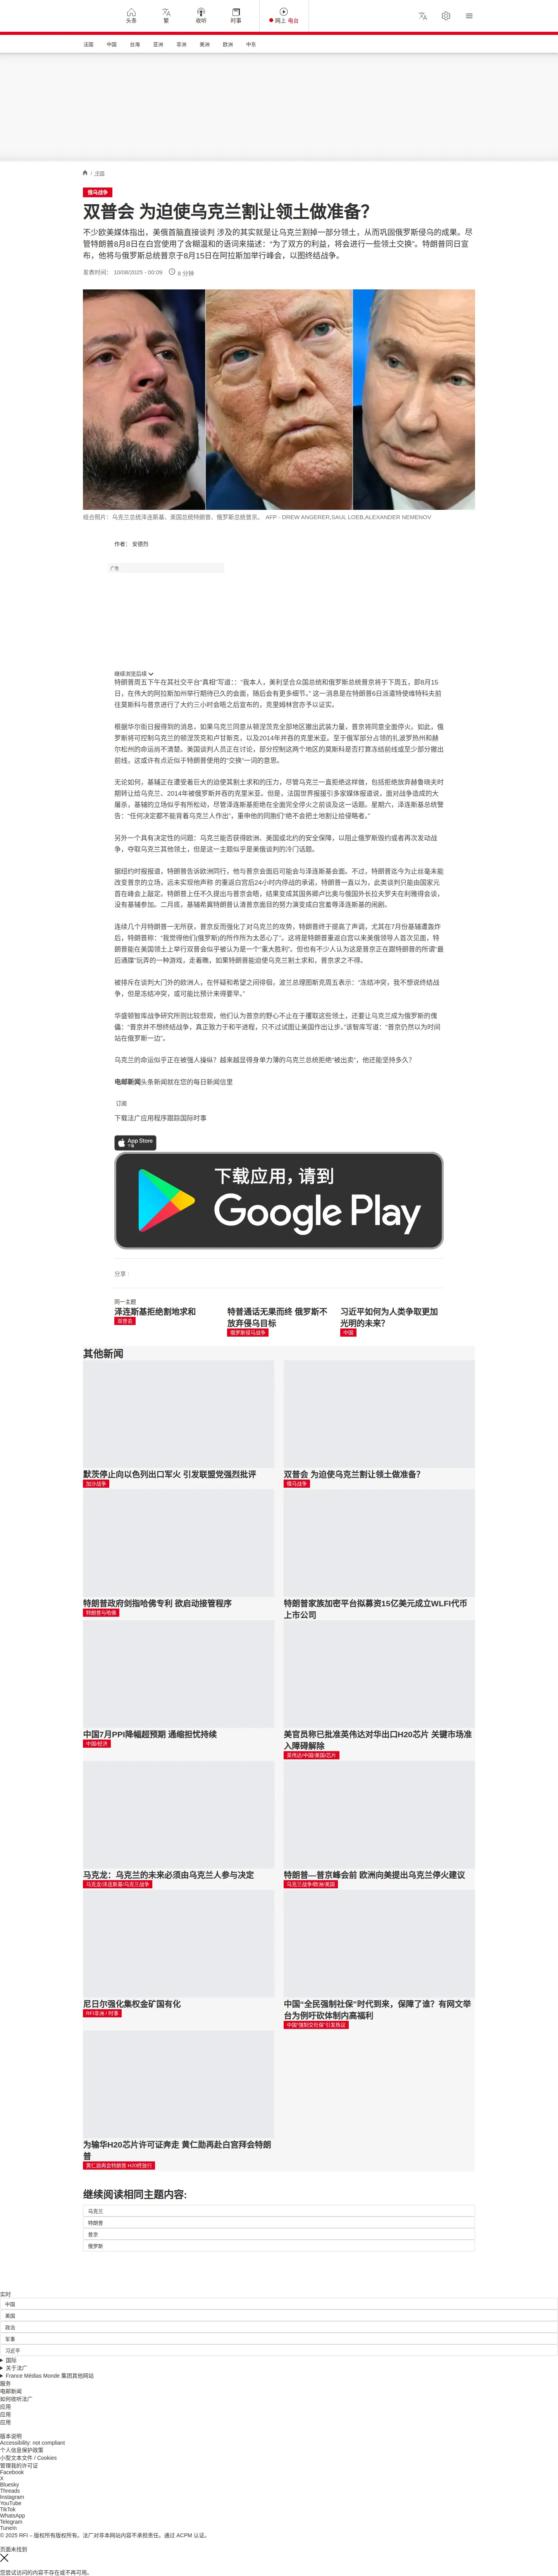 头条
繁
收听
时事
网上 电台
法国
中国
台海
亚洲
非洲
美洲
欧洲
中东
/ 法国
俄乌战争
双普会 为迫使乌克兰割让领土做准备?
不少欧美媒体指出，美俄首脑直接谈判 涉及的其实就是让乌克兰割掉一部分领土，从而巩固俄罗斯侵乌的成果。尽
管特朗普8月8日在白宫使用了含糊温和的语词来描述：“为了双方的利益，将会进行一些领土交换”。特朗普同日宣
布，他将与俄罗斯总统普京于8月15日在阿拉斯加举行峰会，以图终结战争。
发表时间： 10/08/2025 - 00:09
6 分钟
组合照片：乌克兰总统泽连斯基、美国总统特朗普、俄罗斯总统普京。 AFP - DREW ANGERER,SAUL LOEB,ALEXANDER NEMENOV
作者： 安德烈
广告
继续浏览后续
特朗普周五下午在其社交平台“真相”写道：：“我本人，美利坚合众国总统和俄罗斯总统普京将于下周五，即8月15
日，在伟大的阿拉斯加州举行期待已久的会面，随后会有更多细节。” 这一消息是在特朗普6日派遣特使维特科夫前
往莫斯科与普京进行了大约三小时会晤之后宣布的，克里姆林宫亦予以证实。
根据华尔街日报得到的消息，如果乌克兰同意从顿涅茨克全部地区撤出武装力量，普京将同意全面停火。如此，俄
罗斯将可控制乌克兰的顿涅茨克和卢甘斯克，以及2014年并吞的克里米亚。至于俄军部分占领的扎波罗热州和赫
尔松州的命运尚不清楚。美国谈判人员正在讨论，部分控制这两个地区的莫斯科是否打算冻结前线或至少部分撤出
前线，这或许有点近似于特朗普使用的“交换”一词的意思。
无论如何，基辅正在遭受着巨大的迫使其割土求和的压力，尽管乌克兰一直拒绝这样做，包括拒绝放弃赫鲁晓夫时
期转让给乌克兰、2014年被俄罗斯并吞的克里米亚。但是，法国世界报援引多家媒体报道说，面对战争造成的大
屠杀，基辅的立场似乎有所松动，尽管泽连斯基拒绝在全面完全停火之前谈及这一话题。星期六，泽连斯基总统警
告：“任何决定都不能背着乌克兰人作出”，重申他的同胞们“绝不会把土地割让给侵略者。”
另外一个具有决定性的问题：乌克兰能否获得欧洲、美国或北约的安全保障，以阻止俄罗斯毁约或者再次发动战
争，夺取乌克兰其他领土，但是这一主题似乎是美俄谈判的冷门话题。
据纽约时报报道，特朗普告诉欧洲同行，他与普京会面后可能会与泽连斯基会面。不过，特朗普迄今为止丝毫未能
改变普京的立场，远未实现他声称 的重返白宫后24小时内停战的承诺，特朗普一直以为，此类谈判只能由国家元
首在峰会上敲定。特朗普上任不久提出与普京会晤，结果变成其国务卿卢比奥与俄国外长拉夫罗夫在利雅得会谈，
没有基辅参加。二月底，基辅希冀特朗普认清普京面目的努力演变成白宫羞辱泽连斯基的闹剧。
连续几个月特朗普一无所获，普京反而强化了对乌克兰的攻势，特朗普终于提高了声调，尤其在7月份基辅遭轰炸
后，特朗普称：“我觉得他们(俄罗斯)的所作所为太恶心了”。这将是特朗普重返白宫以来美俄领导人首次见面，特
朗普能在美国领土上举行双普会似乎被认为是一个“重大胜利”。但也有不少人认为这是普京正在跟特朗普的所谓“最
后通牒”玩弄的一种游戏，走着瞧，如果特朗普能迫使乌克兰割土求和，普京求之不得。
被排斥在谈判大门外的欧洲人，在怀疑和希望之间徘徊。波兰总理图斯克周五表示：“冻结冲突，我不想说终结战
争，但是冻结冲突，或可能比预计来得要早。”
华盛顿智库战争研究所则比较悲观，他们认为普京的野心不止在于攫取这些领土，还要让乌克兰成为俄罗斯的傀
儡：“普京并不想终结战争，真正致力于和平进程，只不过试图让美国作出让步。”该智库写道：“普京仍然以为时间
站在俄罗斯一边”。
乌克兰的命运似乎正在被强人操纵？越来越显得身单力薄的乌克兰总统拒绝“被出卖”，他还能坚持多久?
电邮新闻头条新闻就在您的每日新闻信里
订阅
下载法广应用程序跟踪国际时事
App Store
下载
下载应用，请到
Google Play
分享 :
同一主题
泽连斯基拒绝割地求和
双普会
特普通话无果而终 俄罗斯不
放弃侵乌目标
俄罗斯侵乌战争
习近平如何为人类争取更加
光明的未来?
中国
其他新闻
默茨停止向以色列出口军火 引发联盟党强烈批评
加沙战争
双普会 为迫使乌克兰割让领土做准备?
俄乌战争
特朗普政府剑指哈佛专利 欲启动接管程序
特朗普与哈佛
特朗普家族加密平台拟募资15亿美元成立WLFI代币
上市公司
中国7月PPI降幅超预期 通缩担忧持续
中国/经济
美官员称已批准英伟达对华出口H20芯片 关键市场准
入障碍解除
英伟达/中国/美国/芯片
马克龙：乌克兰的未来必须由乌克兰人参与决定
马克龙/泽连斯基/乌克兰战争
特朗普—普京峰会前 欧洲向美提出乌克兰停火建议
乌克兰战争/欧洲/美国
尼日尔强化集权金矿国有化
RFI非洲 / 时事
中国“全民强制社保”时代到来，保障了谁？有网文举
台为例吁砍体制内高福利
中国“强制交社保”引发热议
为输华H20芯片许可证奔走 黄仁勋再赴白宫拜会特朗
普
黄仁勋再会特朗普 H20终放行
继续阅读相同主题内容:
乌克兰
特朗普
普京
俄罗斯
实时
中国
美国
政治
军事
习近平
国际
关于法广
France Médias Monde 集团其他网站
服务
电邮新闻
如何收听法广
应用
应用
应用
版本说明
Accessibility: not compliant
个人信息保护政策
小型文本文件 / Cookies
管理我的许可证
Facebook
X
Bluesky
Threads
Instagram
YouTube
TikTok
WhatsApp
Telegram
TuneIn
© 2025 RFI – 版权所有版权所有。法广对非本网站内容不承担责任。通过 ACPM 认证。
页面未找到
您尝试访问的内容不存在或不再可用。